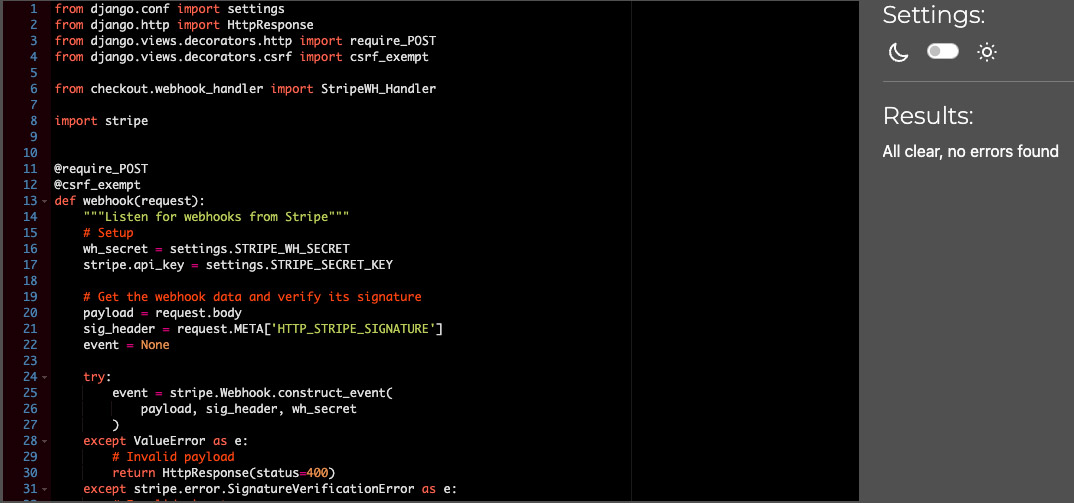 1 from django.conf import settings
2 from django.http import HttpResponse
3 from django.views.decorators.http import require_POST
4 from django.views.decorators.csrf import csrf_exempt
5
6 from checkout.webhook_handler import StripeWH_Handler
7
8 import stripe
9
10
11 @require_POST
12 @csrf_exempt
13 def webhook(request):
14     """Listen for webhooks from Stripe"""
15     # Setup
16     wh_secret = settings.STRIPE_WH_SECRET
17     stripe.api_key = settings.STRIPE_SECRET_KEY
18
19     # Get the webhook data and verify its signature
20     payload = request.body
21     sig_header = request.META['HTTP_STRIPE_SIGNATURE']
22     event = None
23
24     try:
25         event = stripe.Webhook.construct_event(
26             payload, sig_header, wh_secret
27         )
28     except ValueError as e:
29         # Invalid payload
30         return HttpResponse(status=400)
31     except stripe.error.SignatureVerificationError as e:
Settings:
Results:
All clear, no errors found